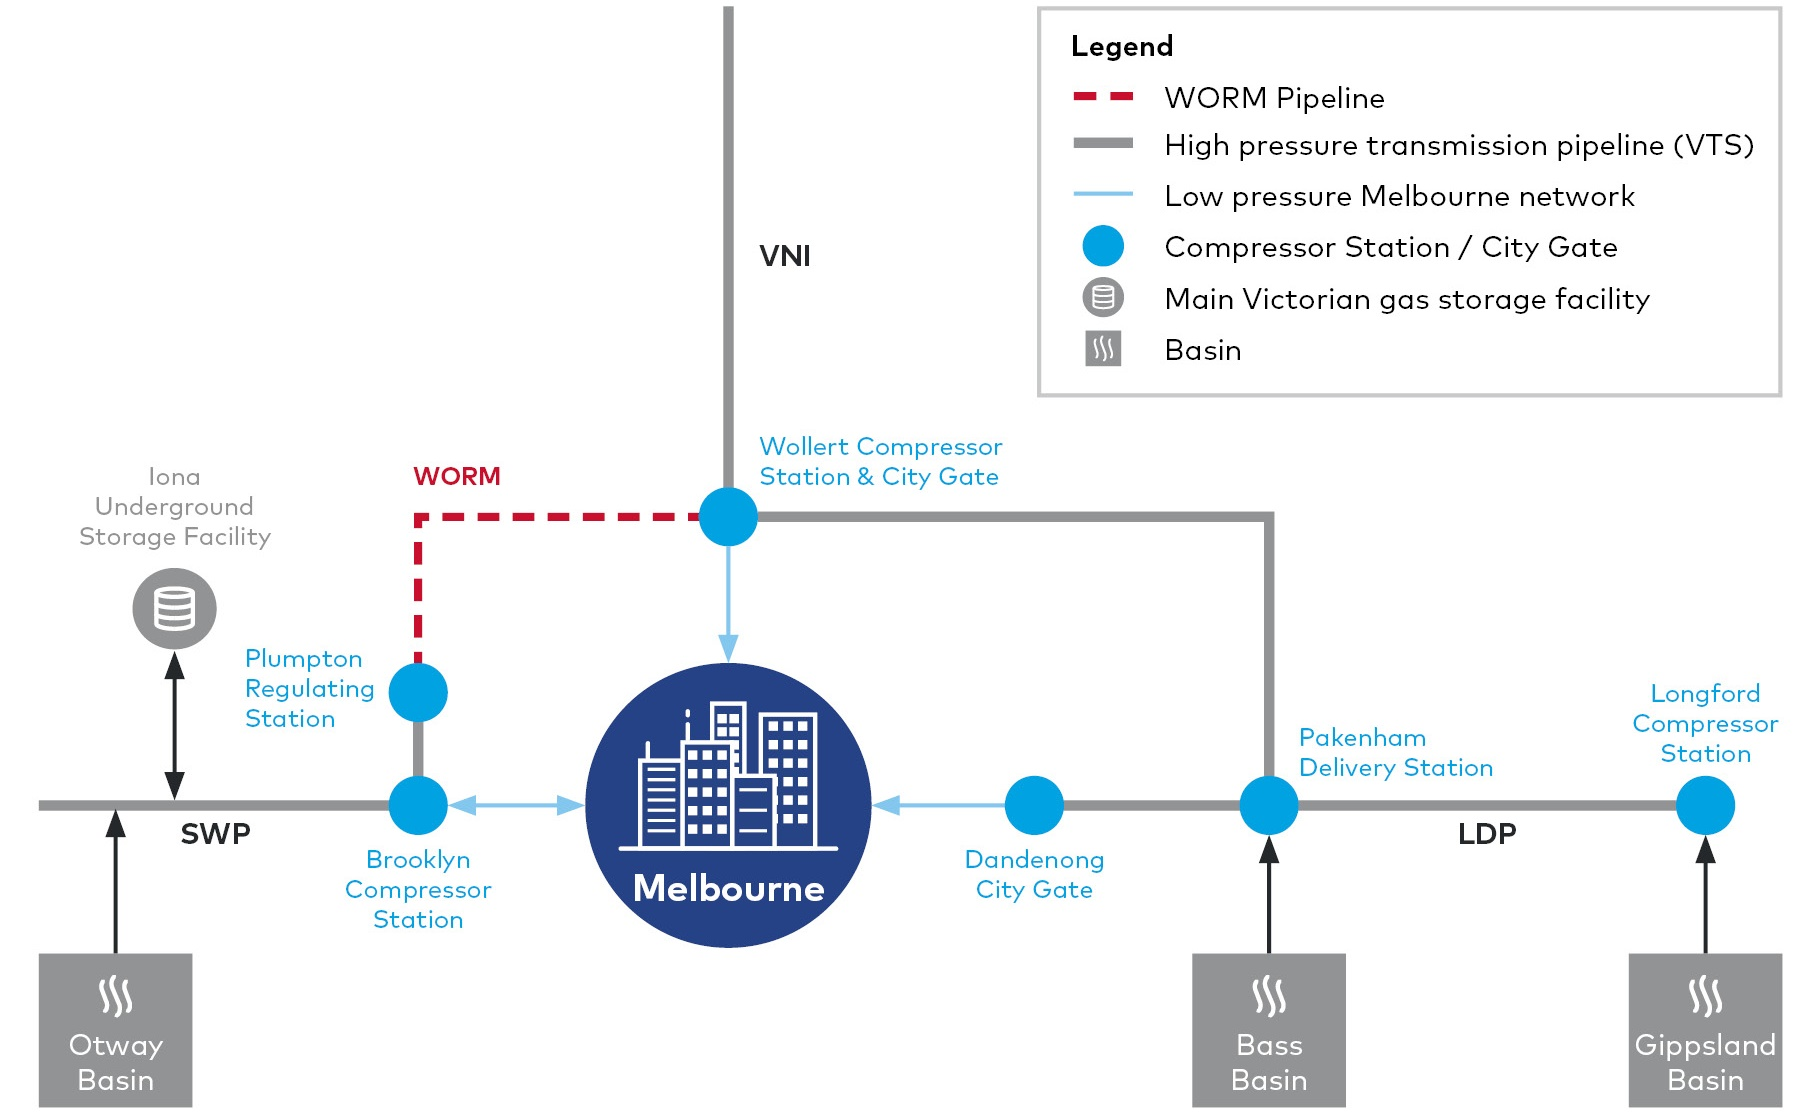 Legend
WORM Pipeline
High pressure transmission pipeline (VTS)
Low pressure Melbourne network
Compressor Station / City Gate
Main Victorian gas storage facility
Basin
VNI
Wollert Compressor
Station & City Gate
WORM
Iona
Underground
Storage Facility
Plumpton
Regulating
Station
Longford
Compressor
Station
Pakenham
Delivery Station
SWP
LDP
Brooklyn
Compressor
Station
Melbourne
Dandenong
City Gate
Otway
Basin
Bass
Basin
Gippsland
Basin